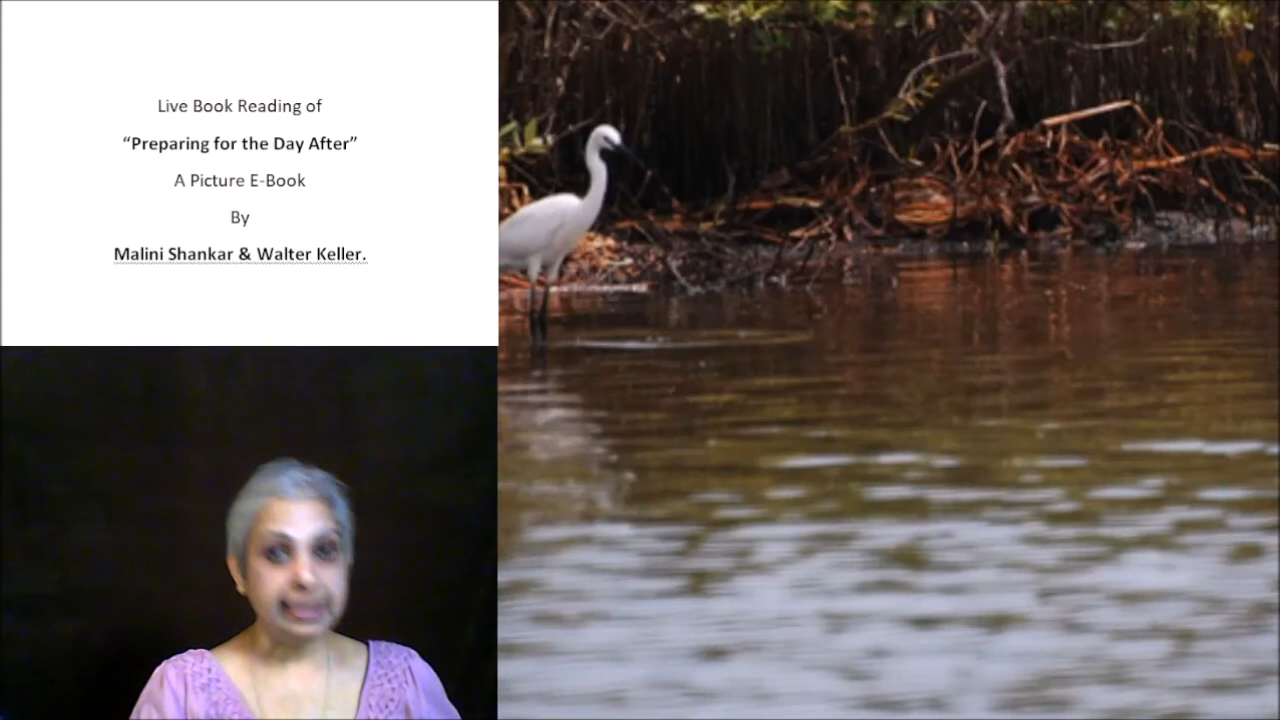 Live Book Reading of
“Preparing for the Day After”
A Picture E-Book
By
Malini Shankar & Walter Keller.